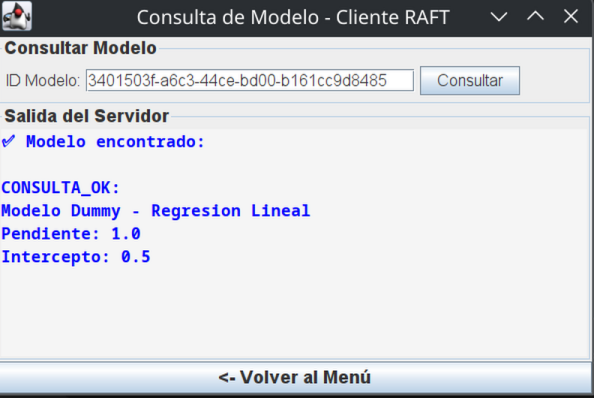 Consulta de Modelo - Cliente RAFT
Consultar Modelo
ID Modelo: 3401503f-a6c3-44ce-bd00-b161cc9d8485 Consultar
Salida del Servidor
✓ Modelo encontrado:
CONSULTA_OK:
Modelo Dummy - Regresion Lineal
Pendiente: 1.0
Intercepto: 0.5
<- Volver al Menú